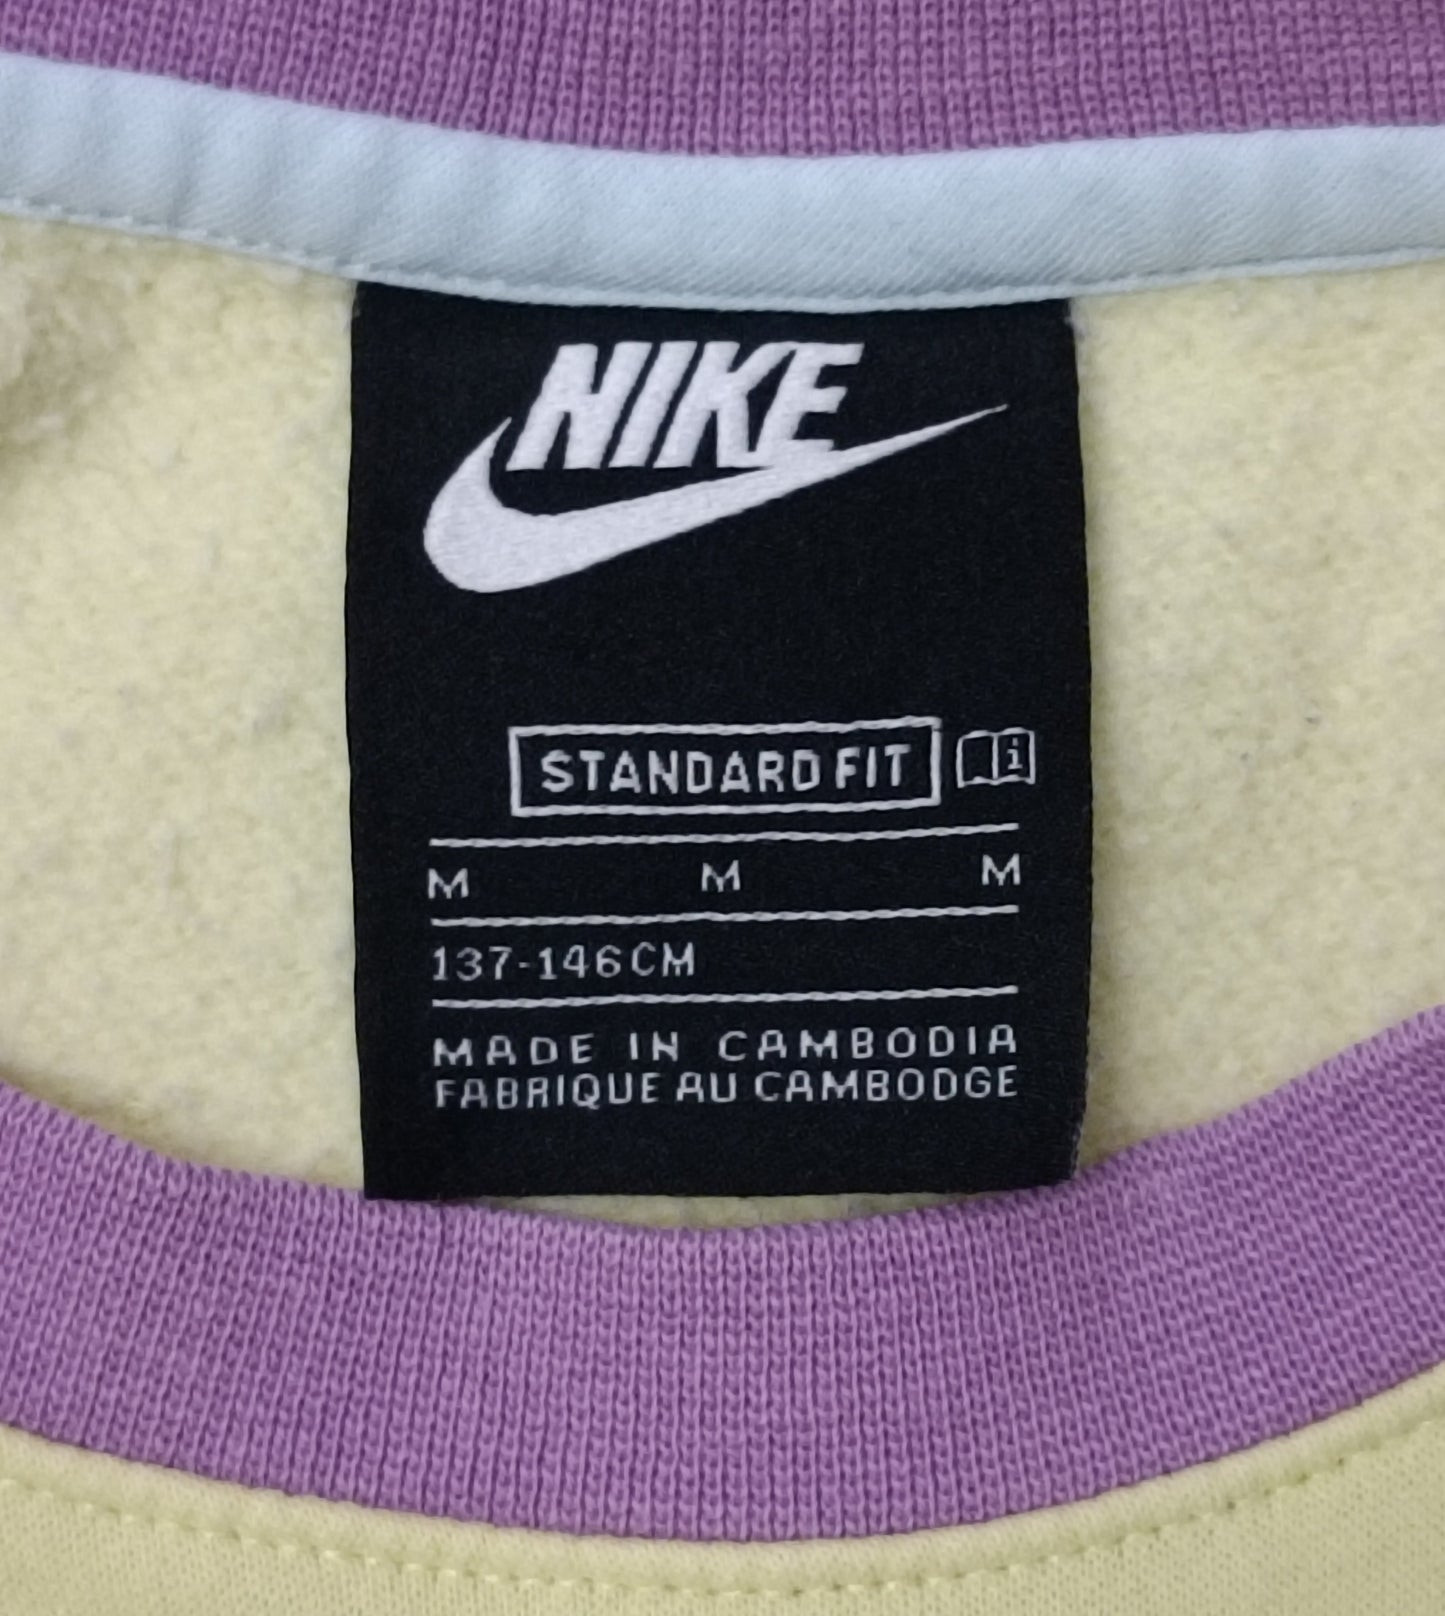 NIKE
STANDARD FIT i
M M M
137-146CM
MADE IN CAMBODIA
FABRIQUE AU CAMBODGE